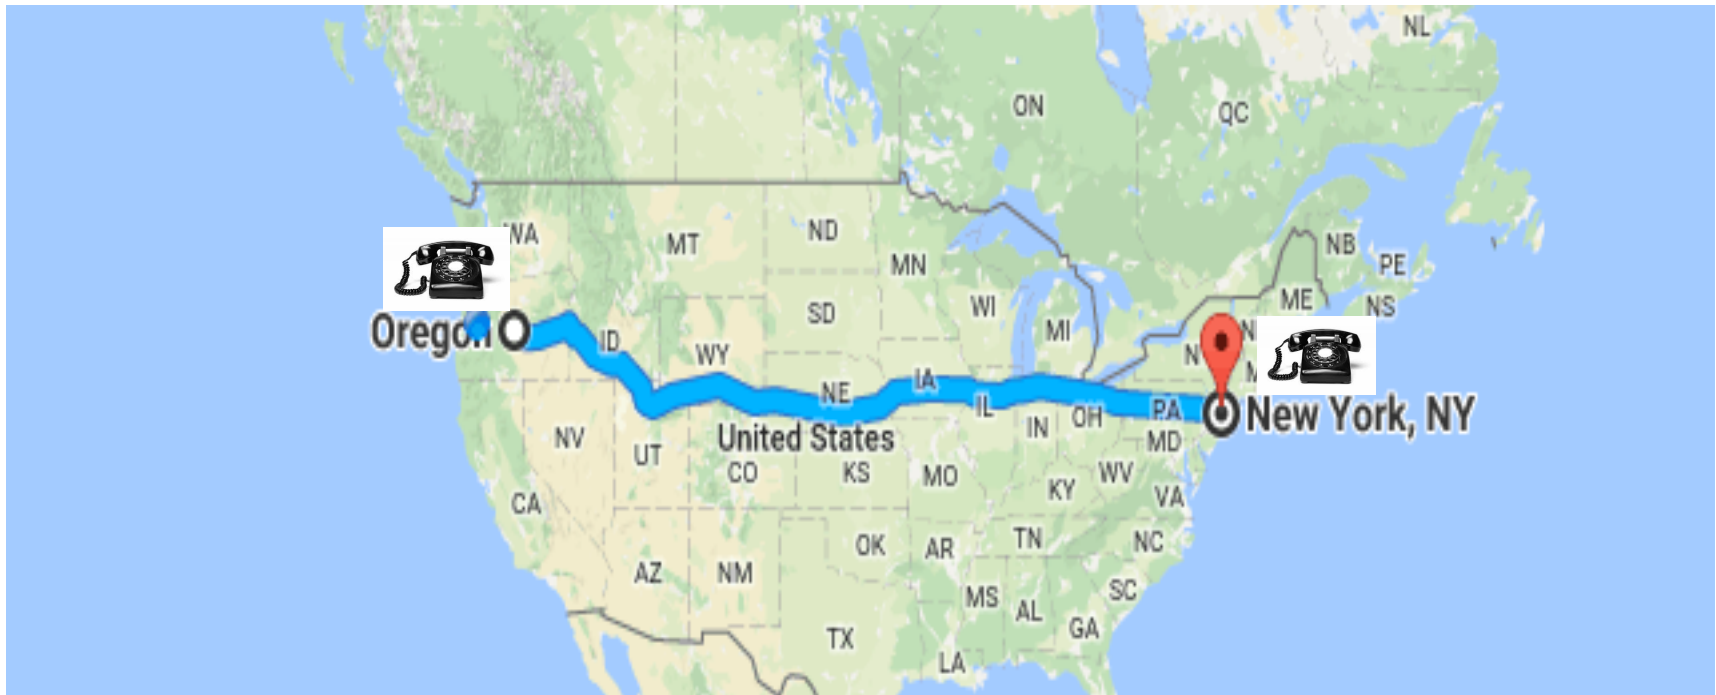 NL
ON
QC
WA
MT
ND
MN
NB
PE
ME
NS
SD
WI
MI
Oregon
ID
WY
NE
IA
IL
OH
PA
New York, NY
United States
NV
UT
CO
KS
MO
IN
MD
WV
KY
VA
CA
OK
AR
TN
NC
AZ
NM
MS
AL
SC
GA
TX
LA